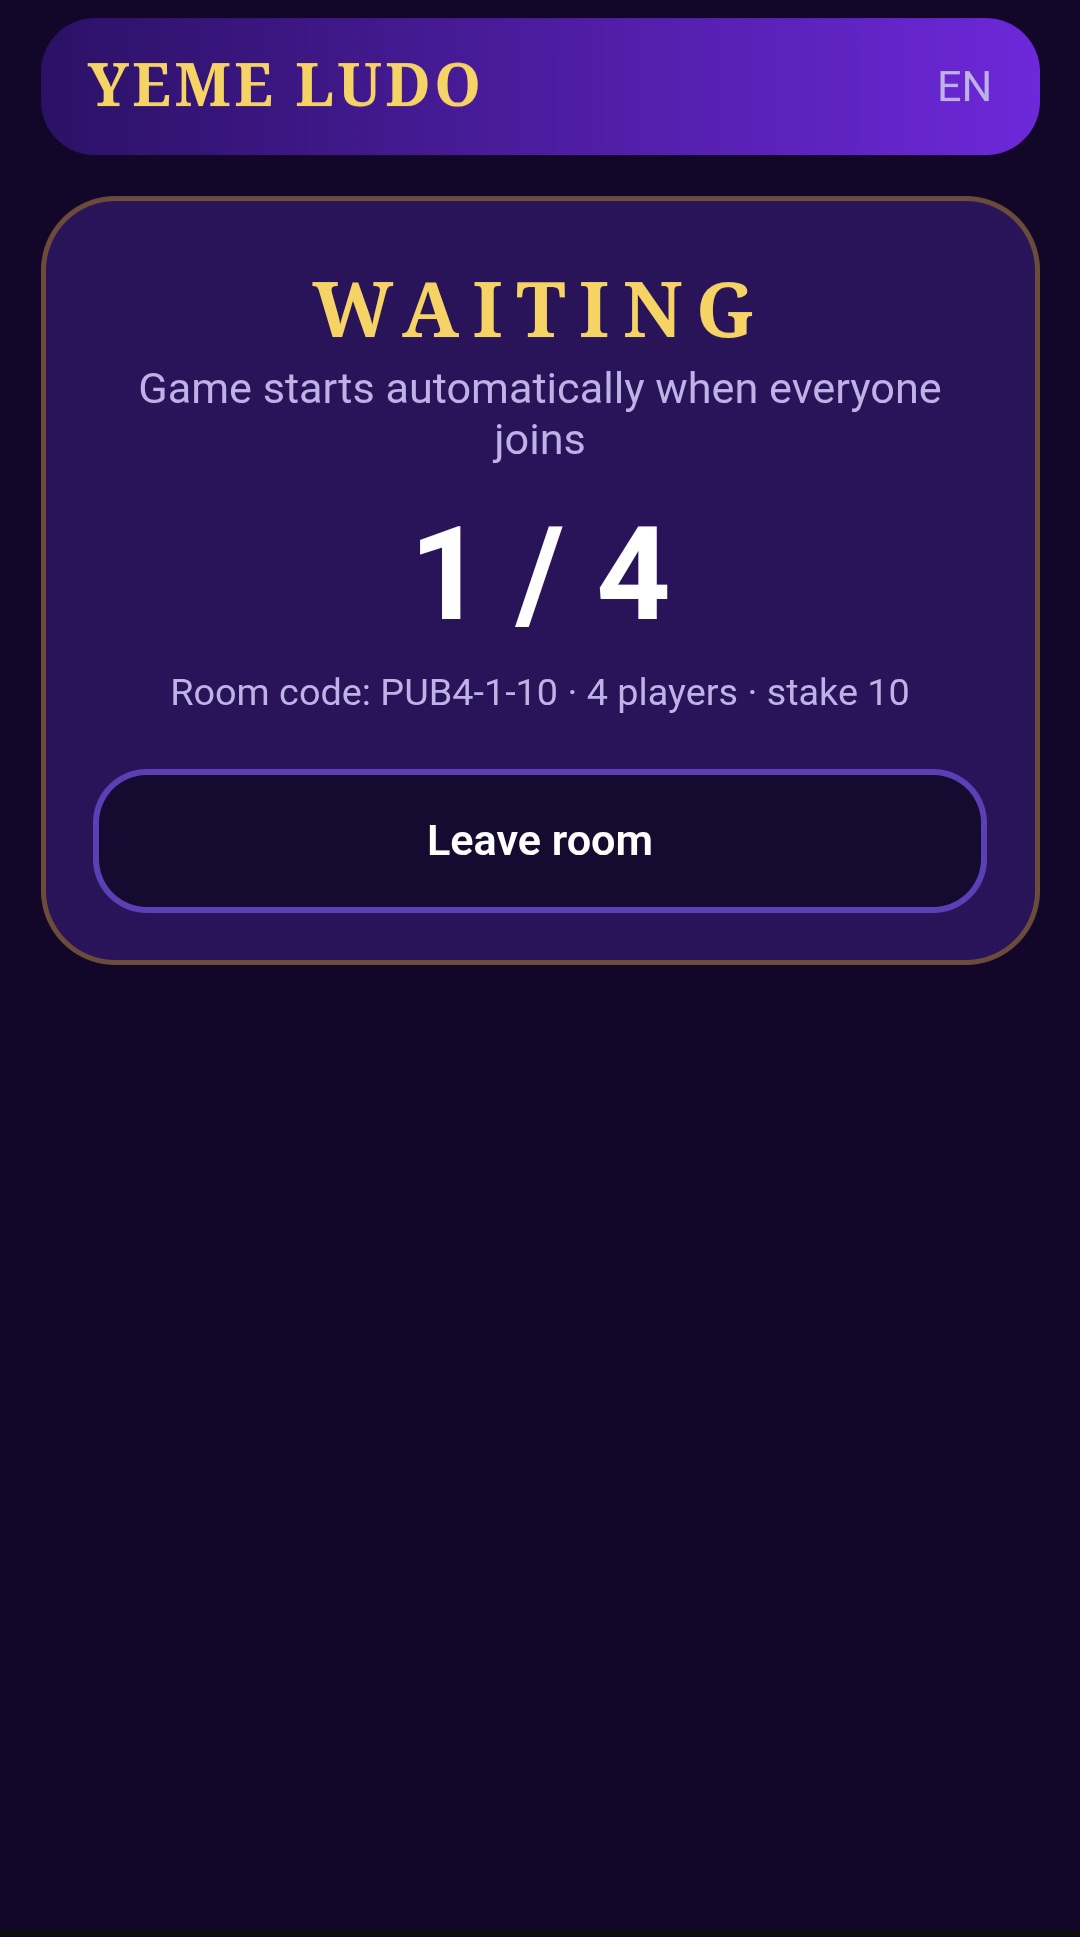 YEME LUDO
EN
WAITING
Game starts automatically when everyone
joins
1 / 4
Room code: PUB4-1-10 · 4 players · stake 10
Leave room